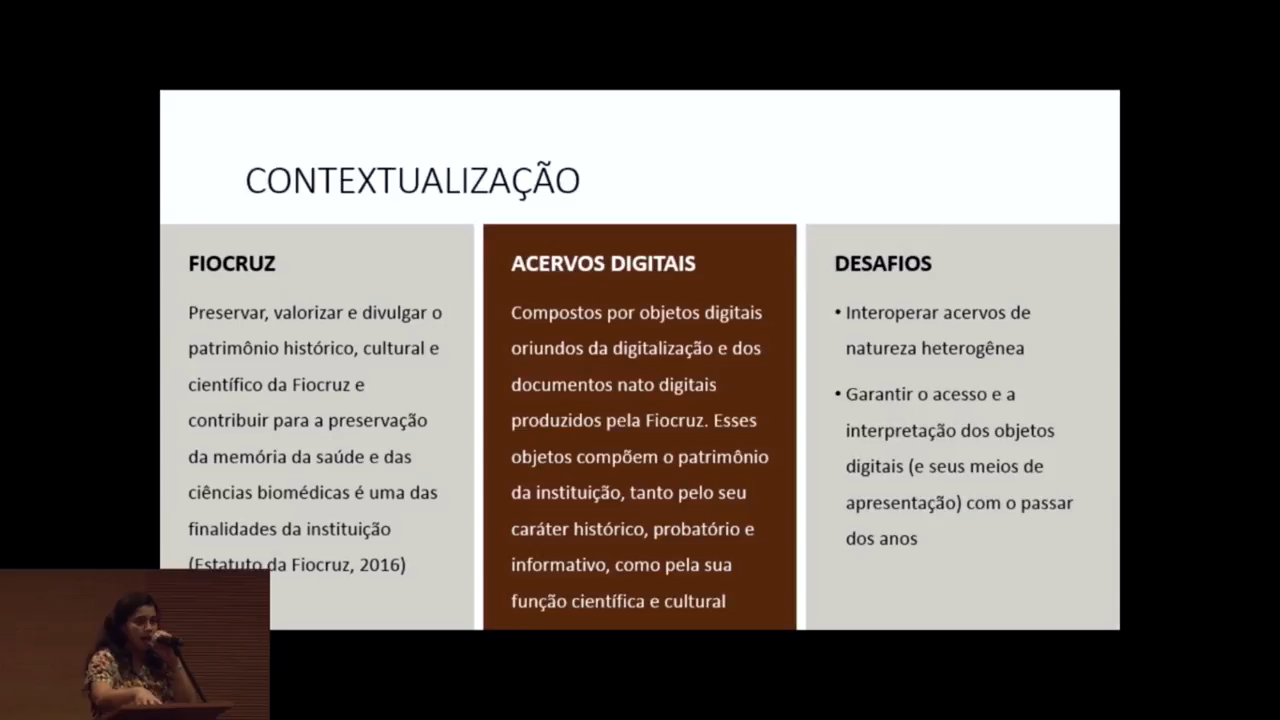 CONTEXTUALIZAÇÃO
FIOCRUZ
Preservar, valorizar e divulgar o
patrimônio histórico, cultural e
científico da Fiocruz e
contribuir para a preservação
da memória da saúde e das
ciências biomédicas é uma das
finalidades da instituição
(Estatuto da Fiocruz, 2016)
ACERVOS DIGITAIS
Compostos por objetos digitais
oriundos da digitalização e dos
documentos nato digitais
produzidos pela Fiocruz. Esses
objetos compõem o patrimônio
da instituição, tanto pelo seu
caráter histórico, probatório e
informativo, como pela sua
função científica e cultural
DESAFIOS
• Interoperar acervos de
natureza heterogênea
• Garantir o acesso e a
interpretação dos objetos
digitais (e seus meios de
apresentação) com o passar
dos anos